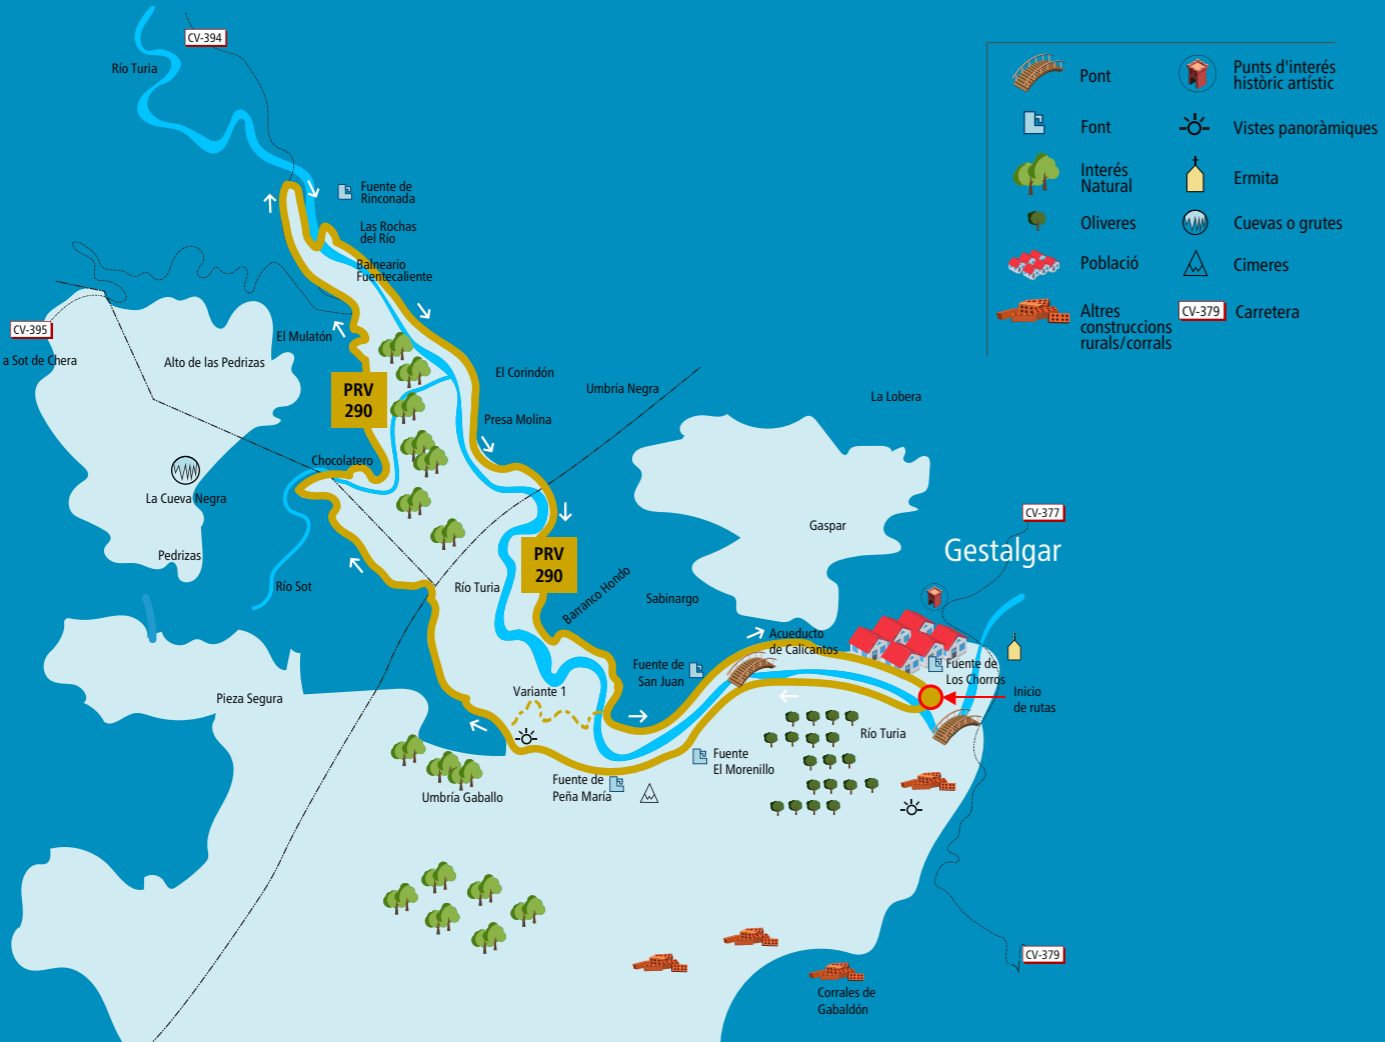 CV-394
Río Turia
Fuente de
Rinconada
Las Rochas
del Río
Balneario
Fuentecaliente
CV-395
a Sot de Chera
El Mulatón
Alto de las Pedrizas
PRV
290
El Corindón
Umbría Negra
La Lobera
Presa Molina
Chocolatero
La Cueva Negra
Pedrizas
Río Sot
Gaspar
CV-377
Gestalgar
PRV
290
Río Turia
Barranco Hondo
Sabinargo
Acueducto
de Calicantos
Fuente de
San Juan
Fuente de
Los Chorros
Inicio
de rutas
Pieza Segura
Variante 1
Río Turia
Fuente
El Morenillo
Fuente de
Peña María
Umbría Gaballo
CV-379
Corrales de
Gabaldón
Pont
Font
Interés
Natural
Oliveres
Població
Altres
construccions
rurals/corrals
Punts d'interés
històric artístic
Vistes panoràmiques
Ermita
Cuevas o grutes
Cimeres
CV-379
Carretera